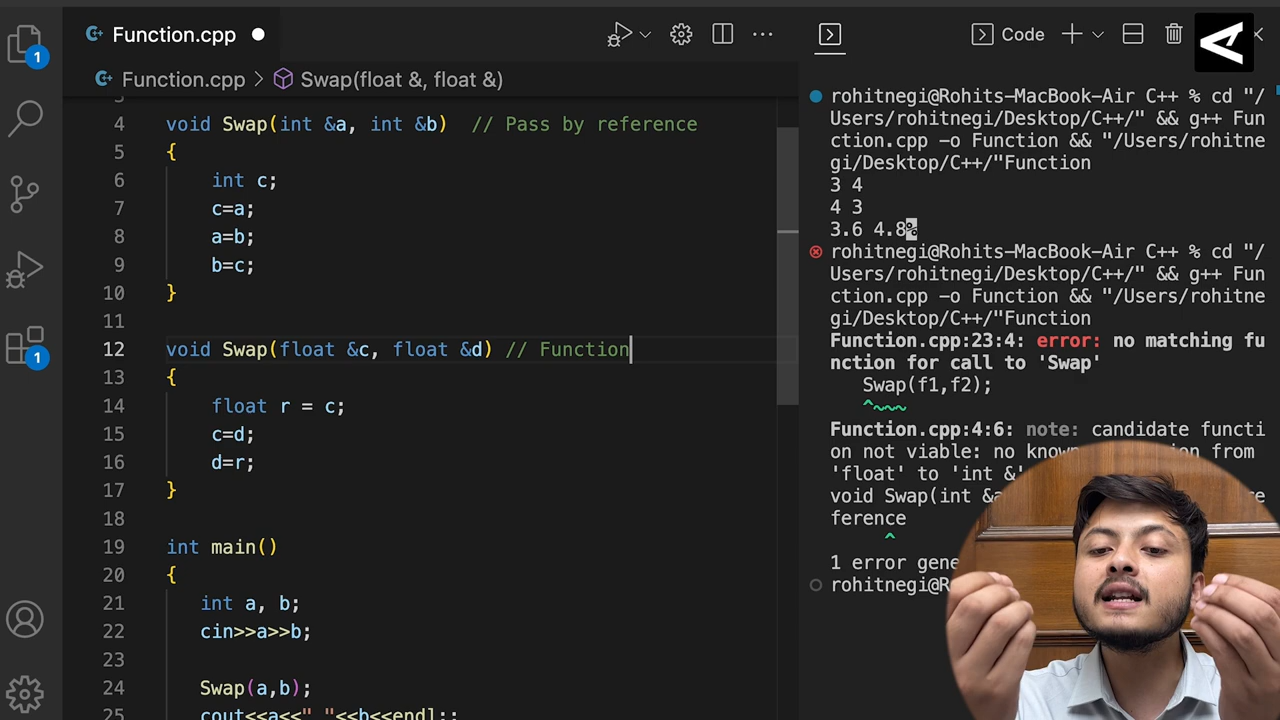 Function.cpp
Code
1
Function.cpp > Swap(float &, float &)
4 void Swap(int &a, int &b) // Pass by reference
5 {
6 int c;
7 c=a;
8 a=b;
9 b=c;
10 }
11
12 void Swap(float &c, float &d) // Function
13 {
14 float r = c;
15 c=d;
16 d=r;
17 }
18
19 int main()
20 {
21 int a, b;
22 cin>>a>>b;
23
24 Swap(a,b);
25 cout<<a<<" "<<b<<endl;
1
rohitnegi@Rohits-MacBook-Air C++ % cd "/
Users/rohitnegi/Desktop/C++/" && g++ Fun
ction.cpp -o Function && "/Users/rohitne
gi/Desktop/C++/"Function
3 4
4 3
3.6 4.8%
rohitnegi@Rohits-MacBook-Air C++ % cd "/
Users/rohitnegi/Desktop/C++/" && g++ Fun
ction.cpp -o Function && "/Users/rohitne
gi/Desktop/C++/"Function
Function.cpp:23:4: error: no matching fu
nction for call to 'Swap'
Swap(f1,f2);
^~~~
Function.cpp:4:6: note: candidate functi
on not viable: no from
'float' to 'int &'
void Swap(int &a
ference
^
1 error